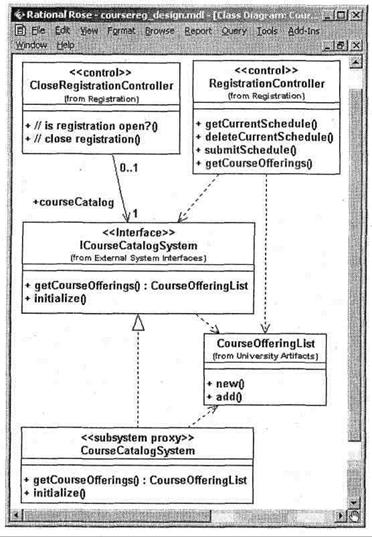 Rational Rose - coursereg_design.mdl - [Class Diagram: Cour...
File Edit View Format Browse Report Query Tools Add-Ins
Window Help
<<control>>
CloseRegistrationController
(from Registration)
+ // is registration open?()
+ // close registration()
<<control>>
RegistrationController
(from Registration)
+ getCurrentSchedule()
+ deleteCurrentSchedule()
+ submitSchedule()
+ getCourseOfferings()
0..1
+courseCatalog
1
<<Interface>>
ICourseCatalogSystem
(from External System Interfaces)
+ getCourseOfferings() : CourseOfferingList
+ initialize()
CourseOfferingList
(from University Artifacts)
+ new()
+ add()
<<subsystem proxy>>
CourseCatalogSystem
+ getCourseOfferings() : CourseOfferingList
+ initialize()